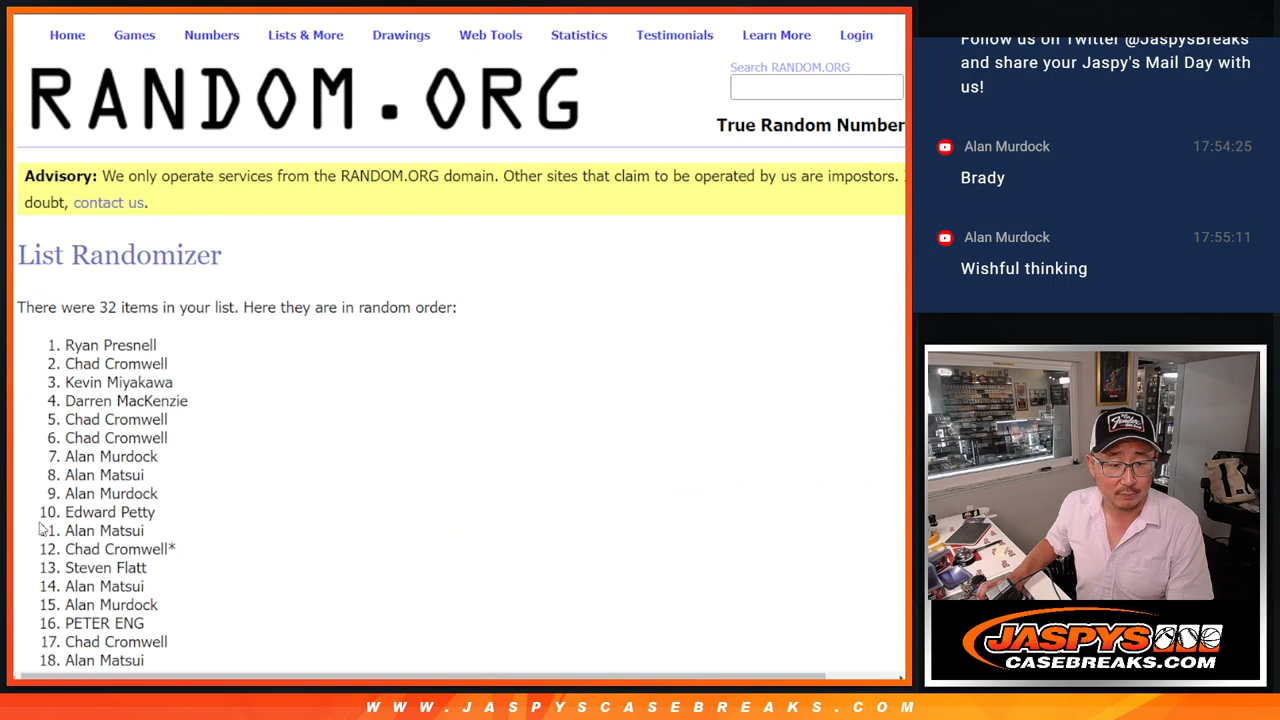 Home Games Numbers Lists & More Drawings Web Tools Statistics Testimonials Learn More Login
RANDOM.ORG
Search RANDOM.ORG
True Random Number
Advisory: We only operate services from the RANDOM.ORG domain. Other sites that claim to be operated by us are impostors.
doubt, contact us.
List Randomizer
There were 32 items in your list. Here they are in random order:
1. Ryan Presnell
2. Chad Cromwell
3. Kevin Miyakawa
4. Darren MacKenzie
5. Chad Cromwell
6. Chad Cromwell
7. Alan Murdock
8. Alan Matsui
9. Alan Murdock
10. Edward Petty
11. Alan Matsui
12. Chad Cromwell*
13. Steven Flatt
14. Alan Matsui
15. Alan Murdock
16. PETER ENG
17. Chad Cromwell
18. Alan Matsui
Follow us on Twitter @JaspysBreaks
and share your Jaspy's Mail Day with
us!
Alan Murdock 17:54:25
Brady
Alan Murdock 17:55:11
Wishful thinking
Fender
JASPYS
CASEBREAKS.COM
WWW.JASPYSCASEBREAKS.COM